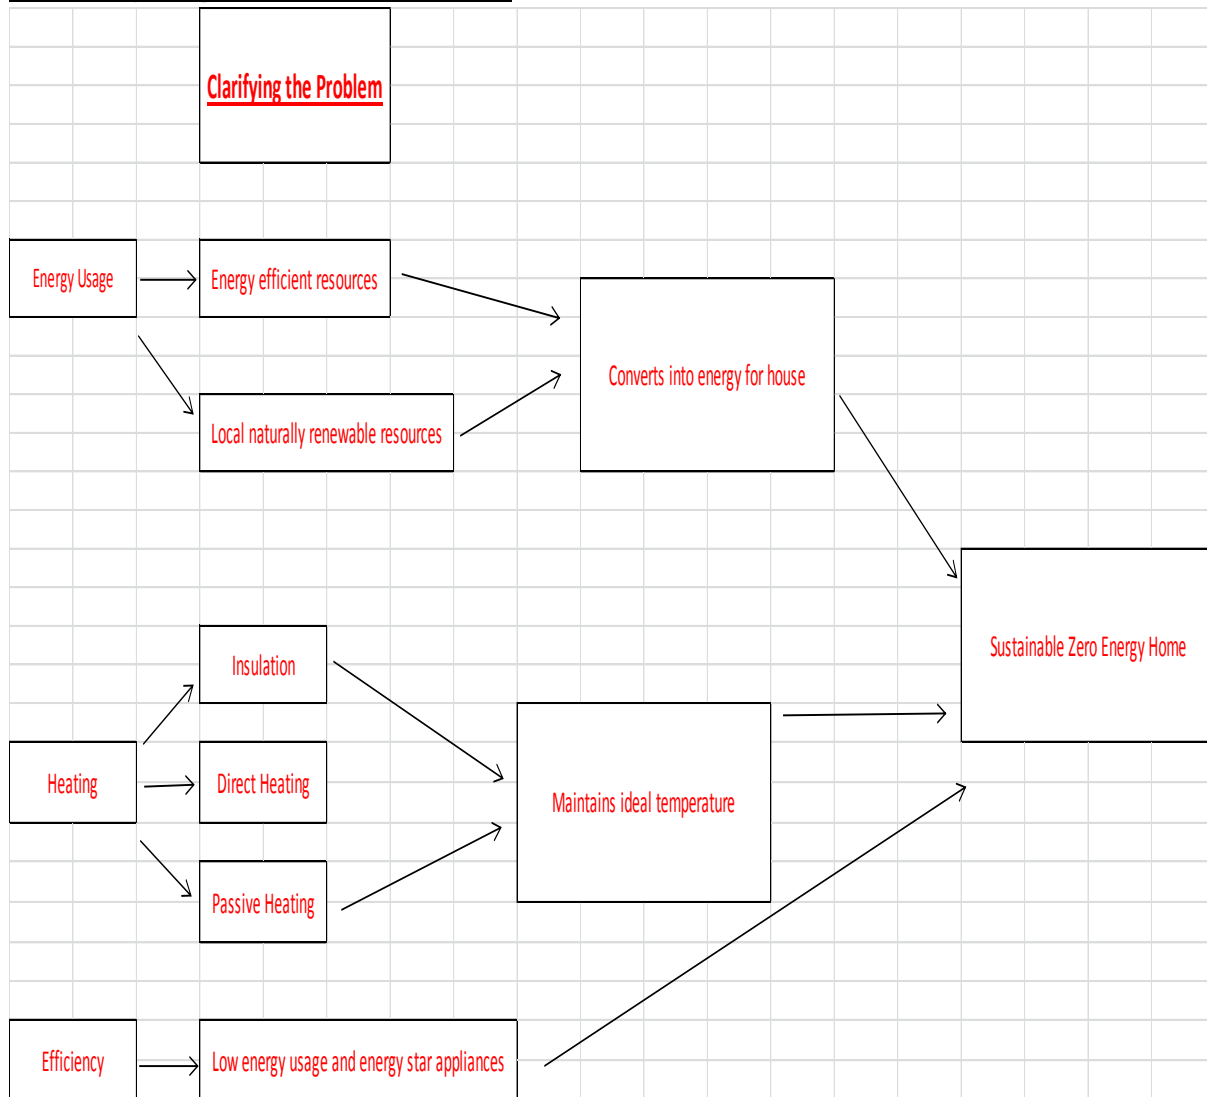 Clarifying the Problem
Energy Usage
Energy efficient resources
Converts into energy for house
Local naturally renewable resources
Sustainable Zero Energy Home
Insulation
Heating
Direct Heating
Maintains ideal temperature
Passive Heating
Efficiency
Low energy usage and energy star appliances